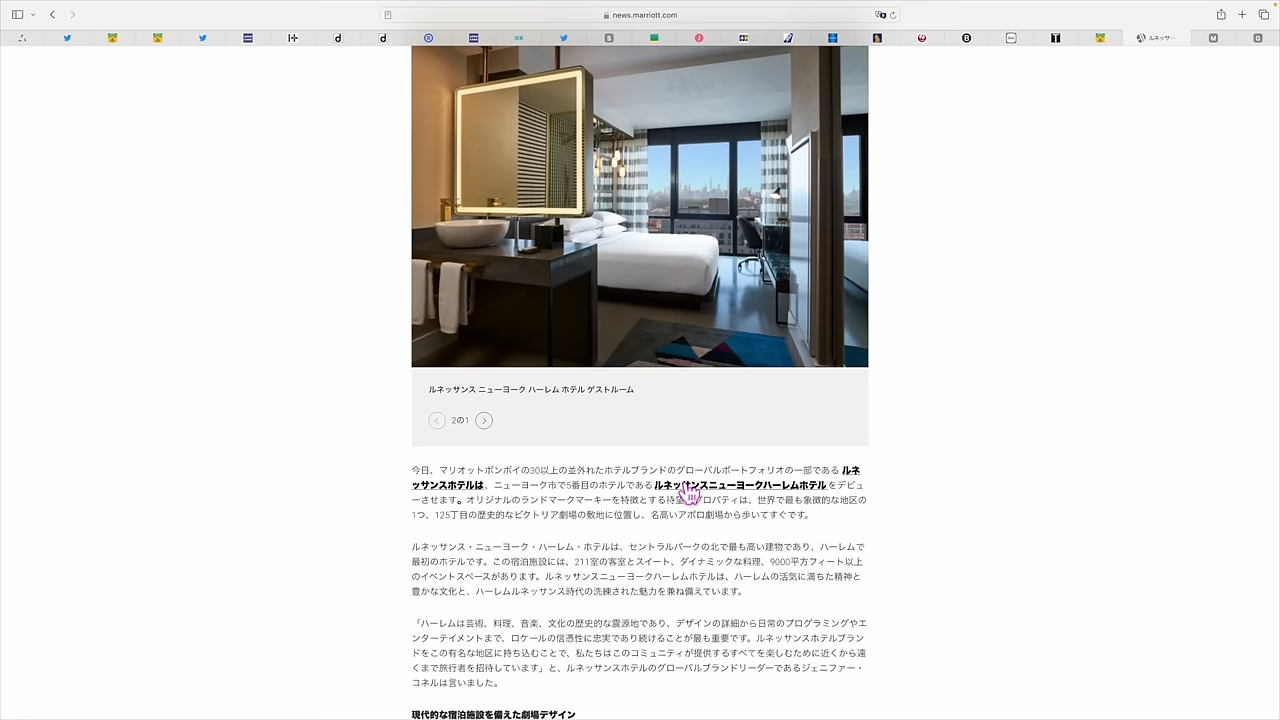 news.marriott.com
ルネッサ…
ルネッサンス ニューヨーク ハーレム ホテル ゲストルーム
2の1
今日、マリオットボンボイの30以上の並外れたホテルブランドのグローバルポートフォリオの一部である ルネ
ッサンスホテルは、ニューヨーク市で5番目のホテルである ルネッサンスニューヨークハーレムホテル をデビュ
ーさせます。オリジナルのランドマークマーキーを特徴とする待望 ロパティは、世界で最も象徴的な地区の
1つ、125丁目の歴史的なビクトリア劇場の敷地に位置し、名高いアポロ劇場から歩いてすぐです。
ルネッサンス・ニューヨーク・ハーレム・ホテルは、セントラルパークの北で最も高い建物であり、ハーレムで
最初のホテルです。この宿泊施設には、211室の客室とスイート、ダイナミックな料理、9000平方フィート以上
のイベントスペースがあります。ルネッサンスニューヨークハーレムホテルは、ハーレムの活気に満ちた精神と
豊かな文化と、ハーレムルネッサンス時代の洗練された魅力を兼ね備えています。
「ハーレムは芸術、料理、音楽、文化の歴史的な震源地であり、デザインの詳細から日常のプログラミングやエ
ンターテイメントまで、ロケールの信憑性に忠実であり続けることが最も重要です。ルネッサンスホテルブラン
ドをこの有名な地区に持ち込むことで、私たちはこのコミュニティが提供するすべてを楽しむために近くから遠
くまで旅行者を招待しています」と、ルネッサンスホテルのグローバルブランドリーダーであるジェニファー・
コネルは言いました。
現代的な宿泊施設を備えた劇場デザイン